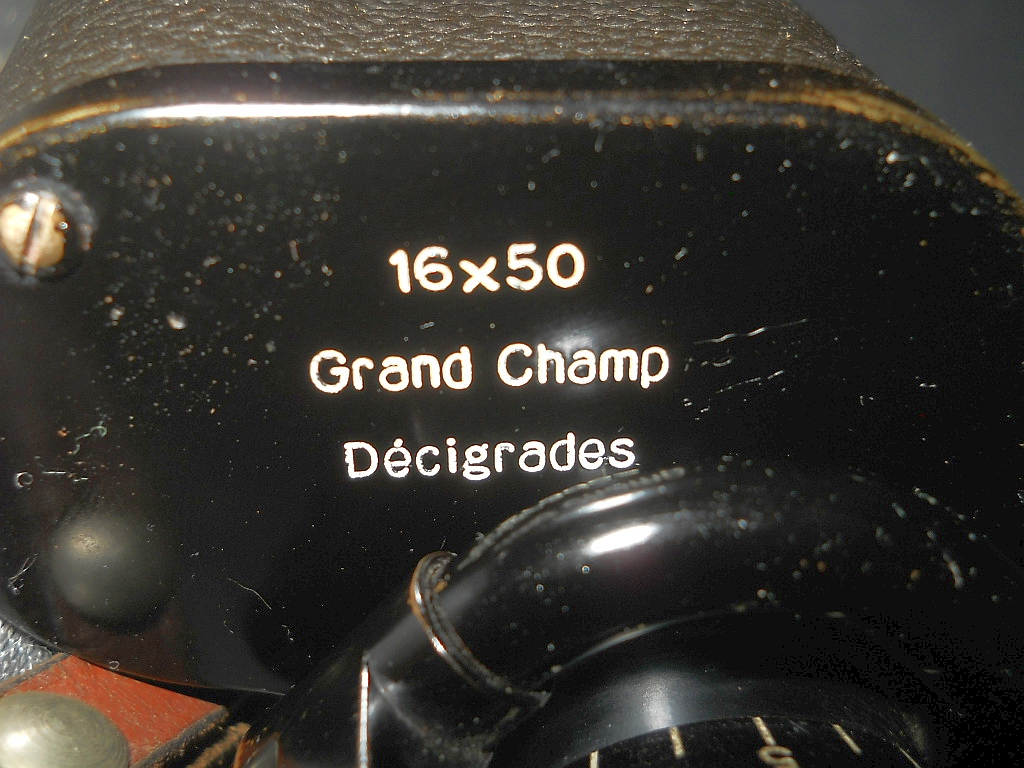 16x50
Grand Champ
Décigrades